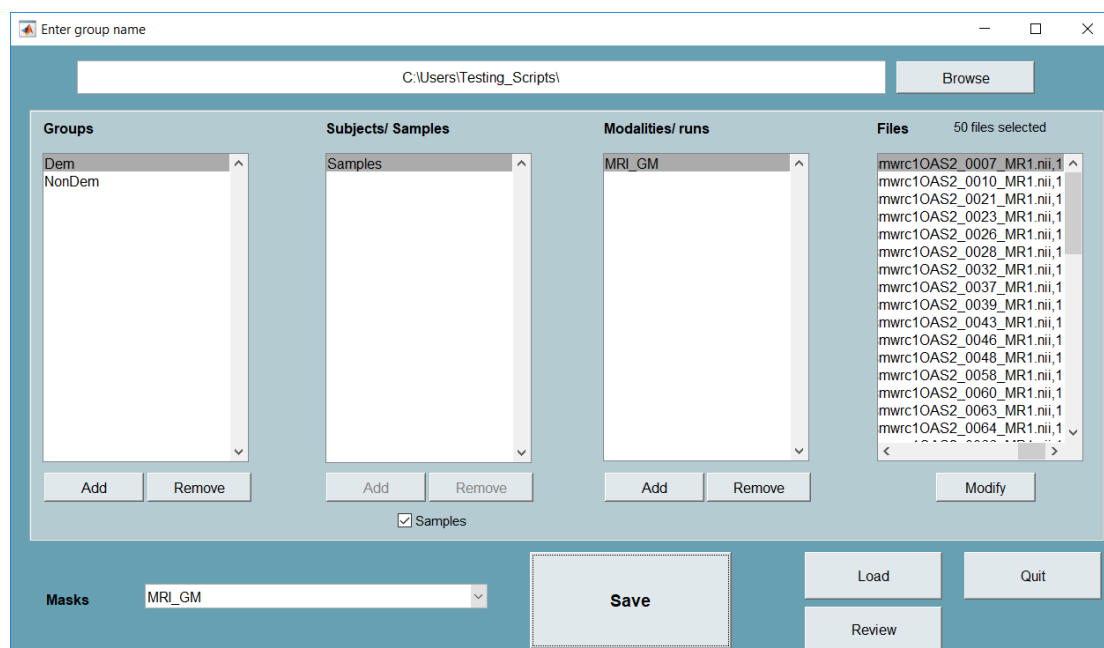 Enter group name
C:\Users\Testing_Scripts\
Browse
Groups
Subjects/ Samples
Modalities/ runs
Files
50 files selected
Dem
NonDem
Samples
MRI_GM
mwrc1OAS2_0007_MR1.nii,1
mwrc1OAS2_0010_MR1.nii,1
mwrc1OAS2_0021_MR1.nii,1
mwrc1OAS2_0023_MR1.nii,1
mwrc1OAS2_0026_MR1.nii,1
mwrc1OAS2_0028_MR1.nii,1
mwrc1OAS2_0032_MR1.nii,1
mwrc1OAS2_0037_MR1.nii,1
mwrc1OAS2_0039_MR1.nii,1
mwrc1OAS2_0043_MR1.nii,1
mwrc1OAS2_0046_MR1.nii,1
mwrc1OAS2_0048_MR1.nii,1
mwrc1OAS2_0058_MR1.nii,1
mwrc1OAS2_0060_MR1.nii,1
mwrc1OAS2_0063_MR1.nii,1
mwrc1OAS2_0064_MR1.nii,1
Add
Remove
Add
Remove
Add
Remove
Modify
Samples
Masks
MRI_GM
Save
Load
Quit
Review